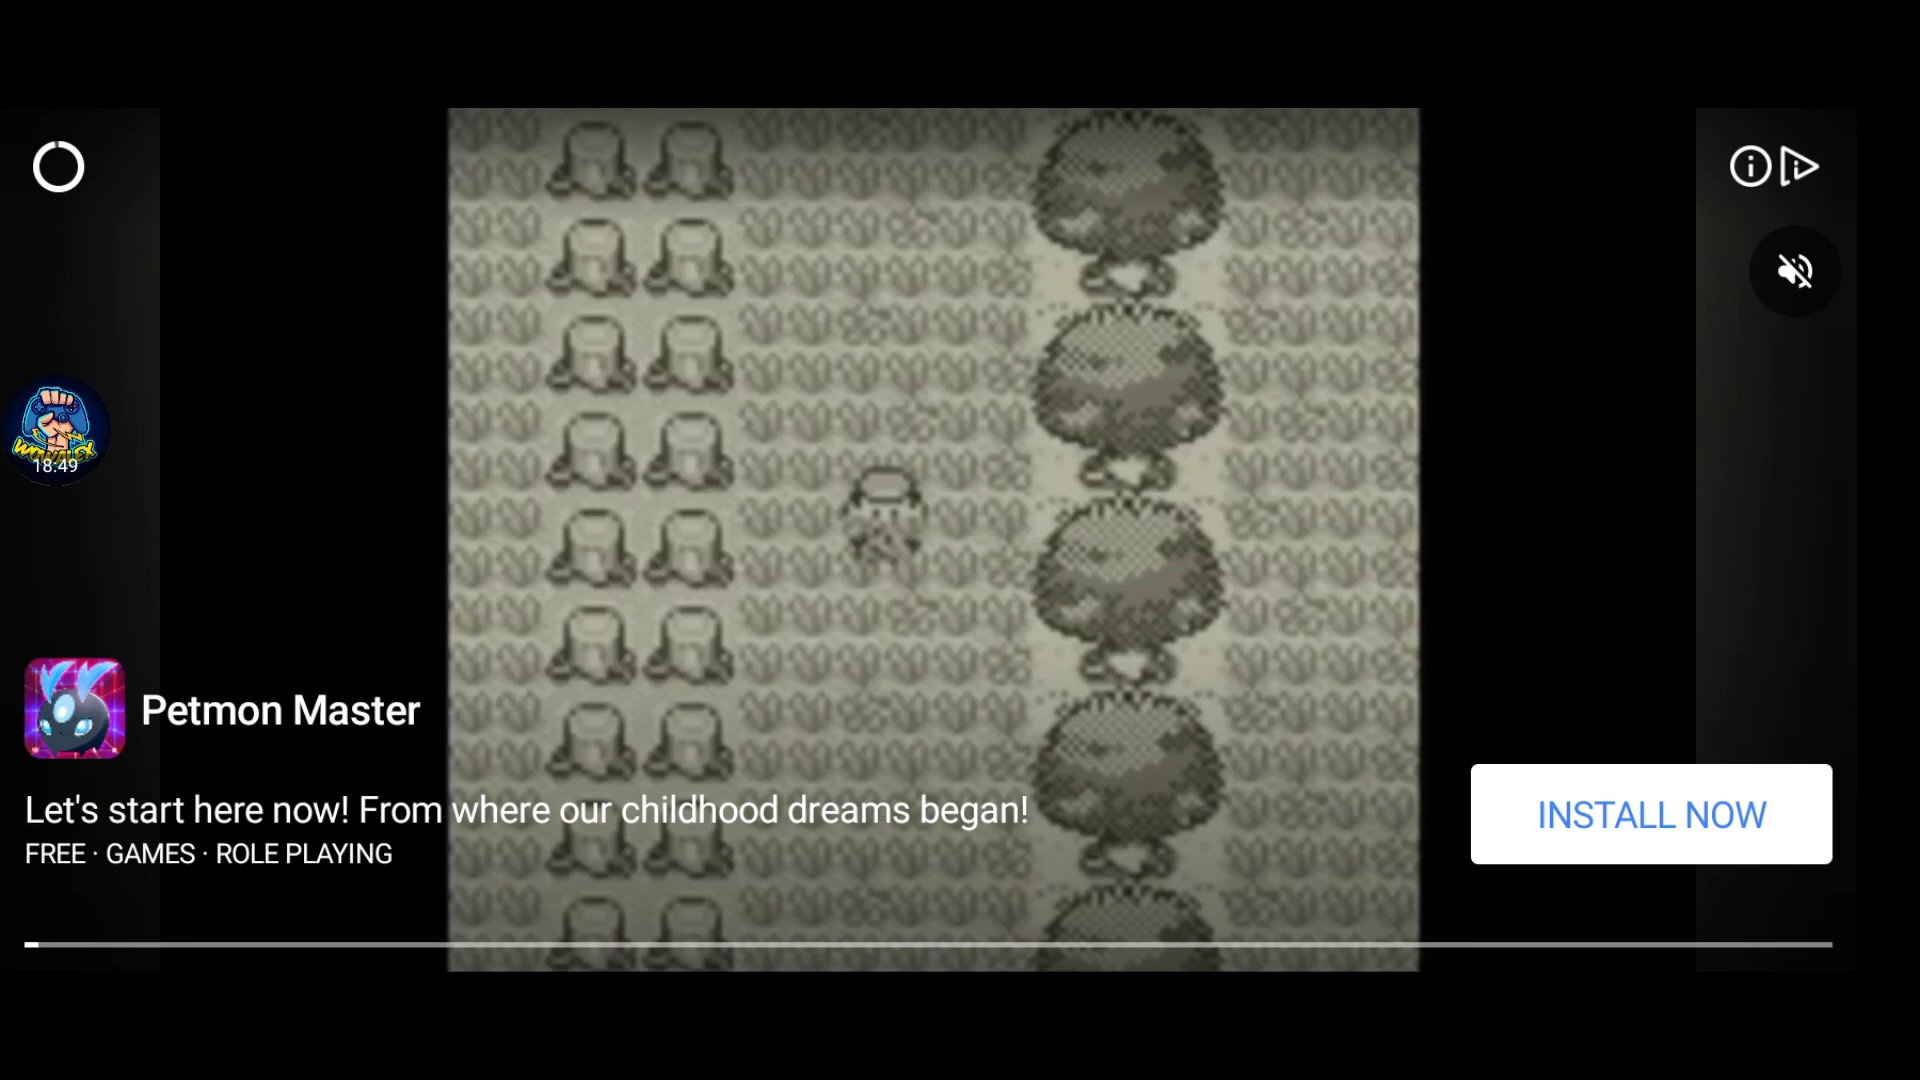 WOWPLEX
18:49
Petmon Master
Let's start here now! From where our childhood dreams began!
FREE · GAMES · ROLE PLAYING
INSTALL NOW